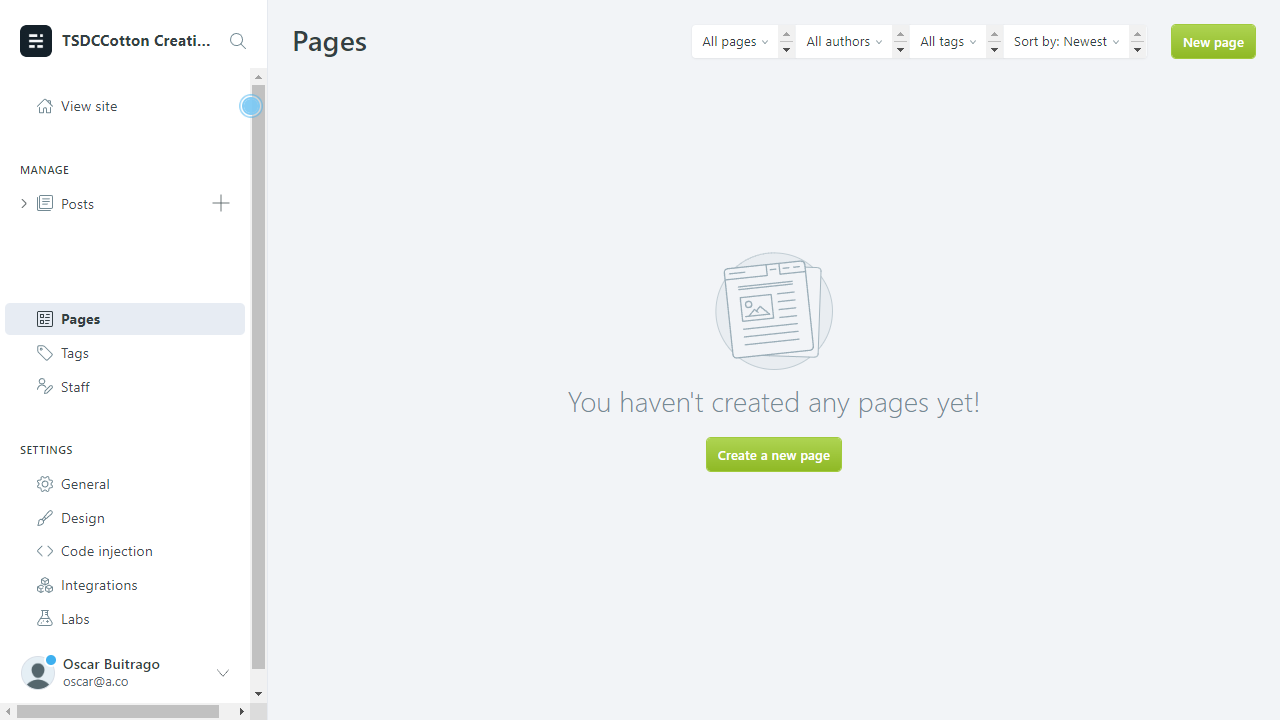 TSDCCotton Creati...
View site
MANAGE
Posts
Pages
Tags
Staff
SETTINGS
General
Design
Code injection
Integrations
Labs
Oscar Buitrago
oscar@a.co
Pages
All pages
All authors
All tags
Sort by: Newest
New page
You haven't created any pages yet!
Create a new page